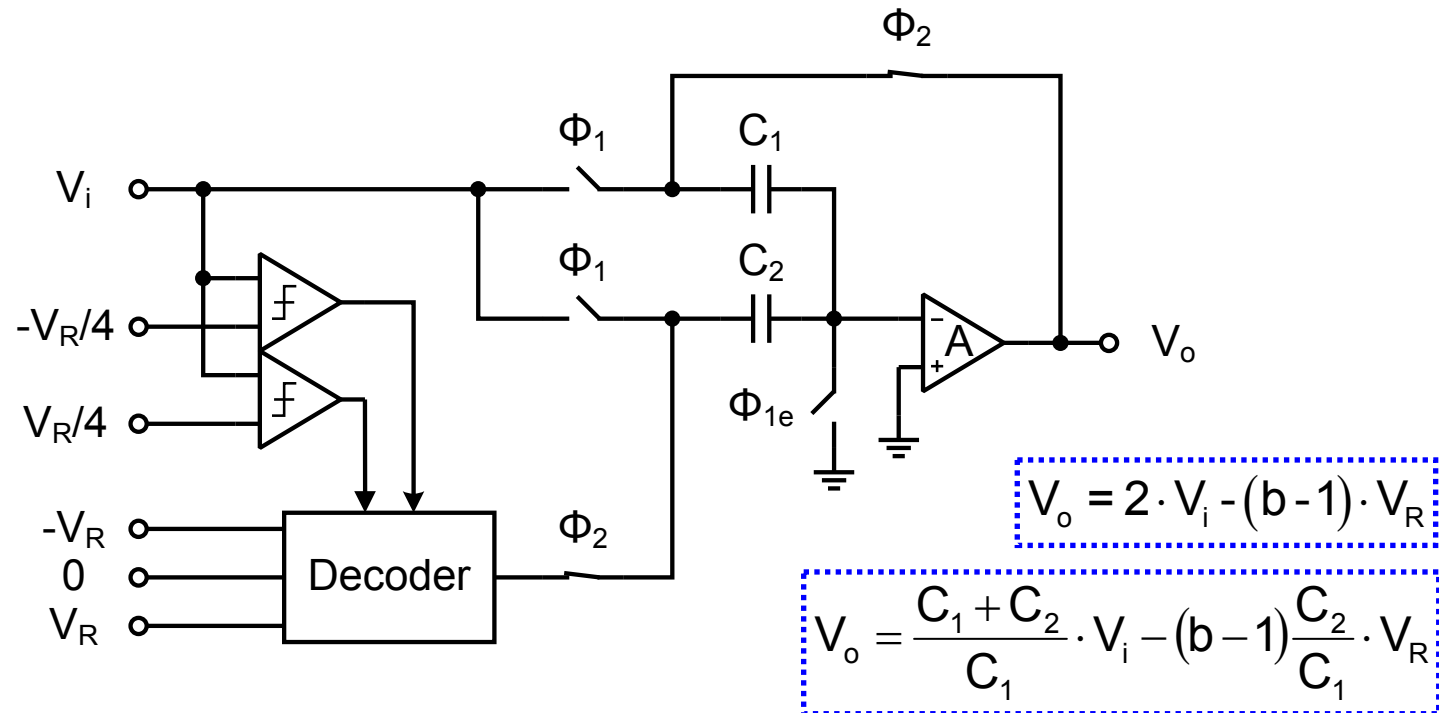 Φ2
Φ1
C1
Vi
Φ1
C2
-VR/4
A
Vo
VR/4
Φ1e
Vo = 2 · Vi - (b - 1) · VR
-VR
Φ2
0
Decoder
VR
Vo = (C1 + C2)/C1 · Vi − (b − 1) C2/C1 · VR